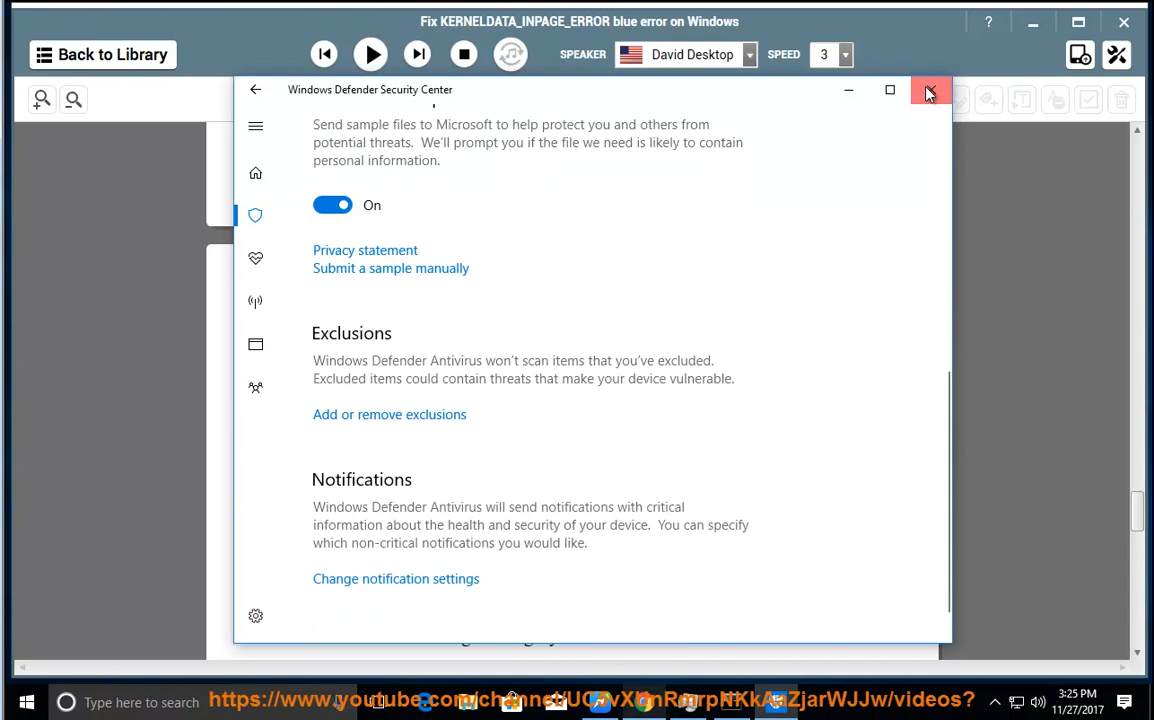 Fix KERNELDATA_INPAGE_ERROR blue error on Windows
?
Back to Library
SPEAKER
David Desktop
SPEED
3
Windows Defender Security Center
Send sample files to Microsoft to help protect you and others from
potential threats. We'll prompt you if the file we need is likely to contain
personal information.
On
Privacy statement
Submit a sample manually
Exclusions
Windows Defender Antivirus won't scan items that you've excluded.
Excluded items could contain threats that make your device vulnerable.
Add or remove exclusions
Notifications
Windows Defender Antivirus will send notifications with critical
information about the health and security of your device. You can specify
which non-critical notifications you would like.
Change notification settings
Type here to search
3:25 PM
11/27/2017